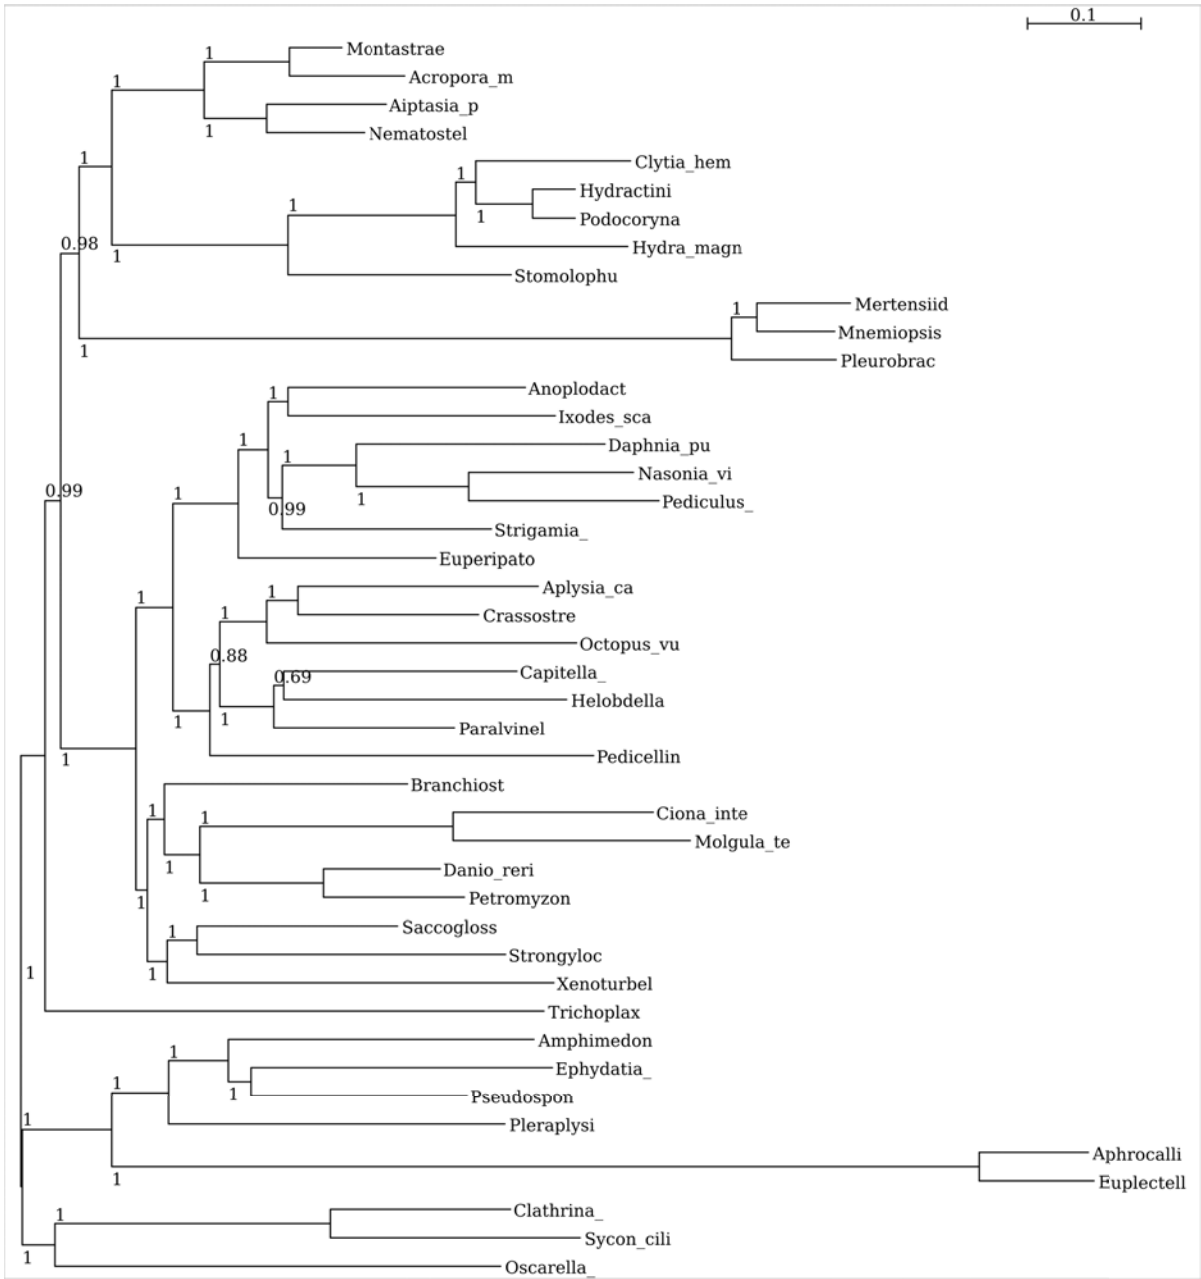 0.1
1
Montastrae
Acropora_m
1
Aiptasia_p
1
Nematostel
1
Clytia_hem
1
Hydractini
1
1
Podocoryna
0.98
1
Hydra_magn
Stomolophu
Mertensiid
1
Mnemiopsis
1
Pleurobrac
Anoplodact
1
Ixodes_sca
1
Daphnia_pu
1
Nasonia_vi
0.99
1
1
Pediculus_
0.99
Strigamia_
Euperipato
Aplysia_ca
1
1
Crassostre
1
Octopus_vu
0.88
Capitella_
0.69
Helobdella
1
1
Paralvinel
1
Pedicellin
Branchiost
1
Ciona_inte
1
Molgula_te
1
Danio_reri
1
1
Petromyzon
Saccogloss
1
Strongyloc
1
1
Xenoturbel
Trichoplax
Amphimedon
1
Ephydatia_
1
1
Pseudospon
1
Pleraplysi
Aphrocalli
1
Euplectell
Clathrina_
1
Sycon_cili
1
Oscarella_